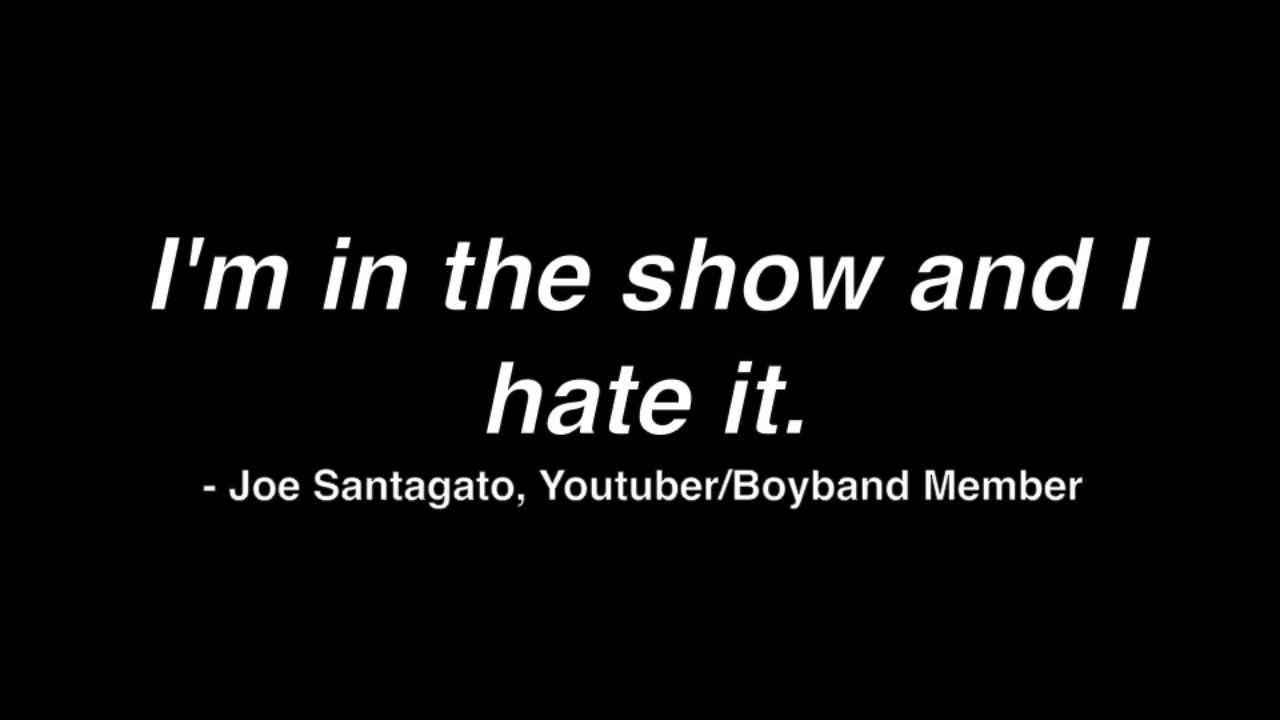 I'm in the show and I
hate it.
- Joe Santagato, Youtuber/Boyband Member